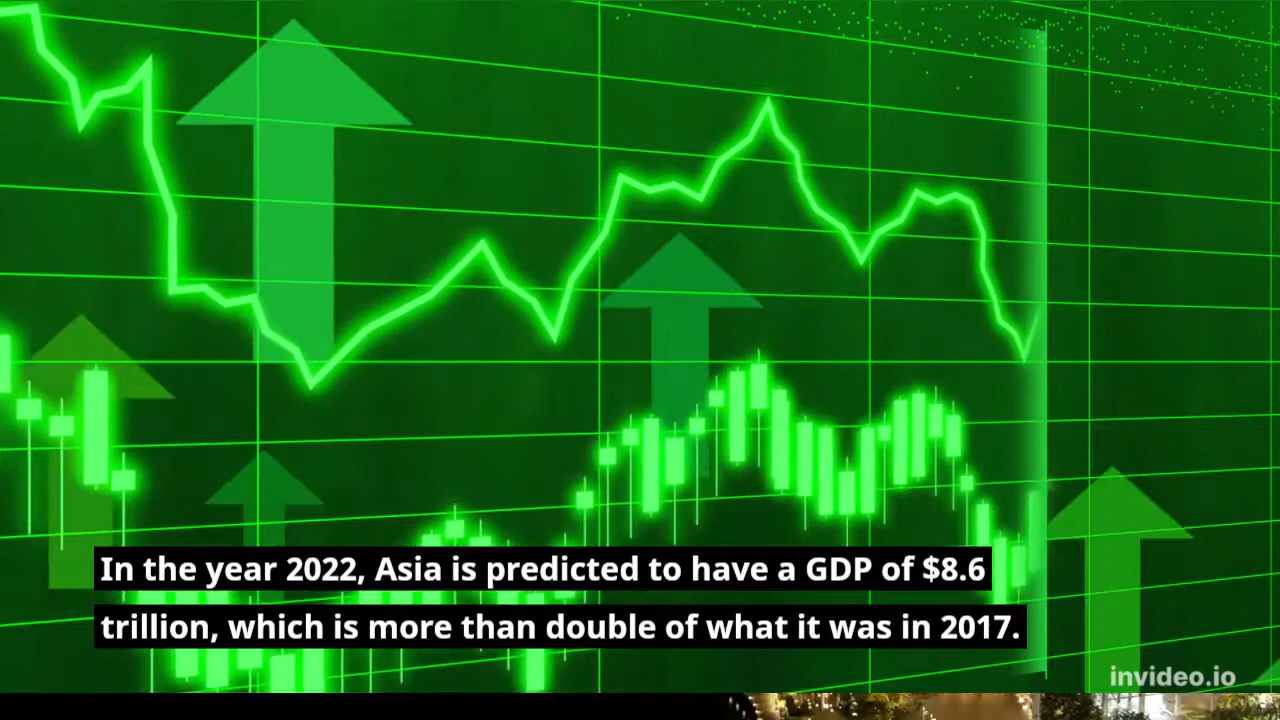 In the year 2022, Asia is predicted to have a GDP of $8.6
trillion, which is more than double of what it was in 2017.
invideo.io